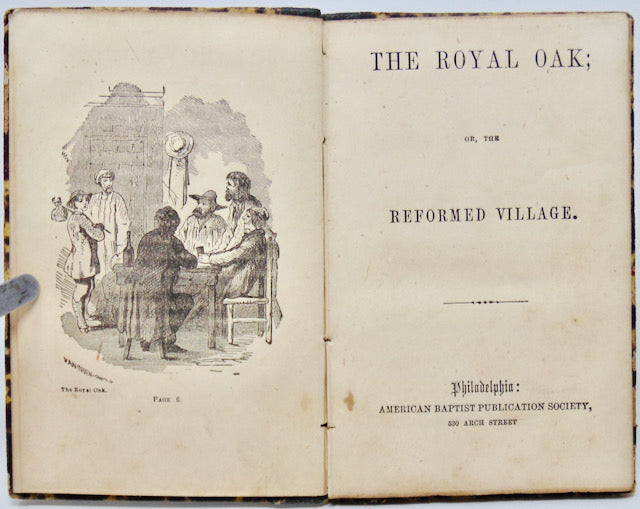 The Royal Oak.
PAGE 6.
THE ROYAL OAK;
OR, THE
REFORMED VILLAGE.
Philadelphia:
AMERICAN BAPTIST PUBLICATION SOCIETY,
530 ARCH STREET